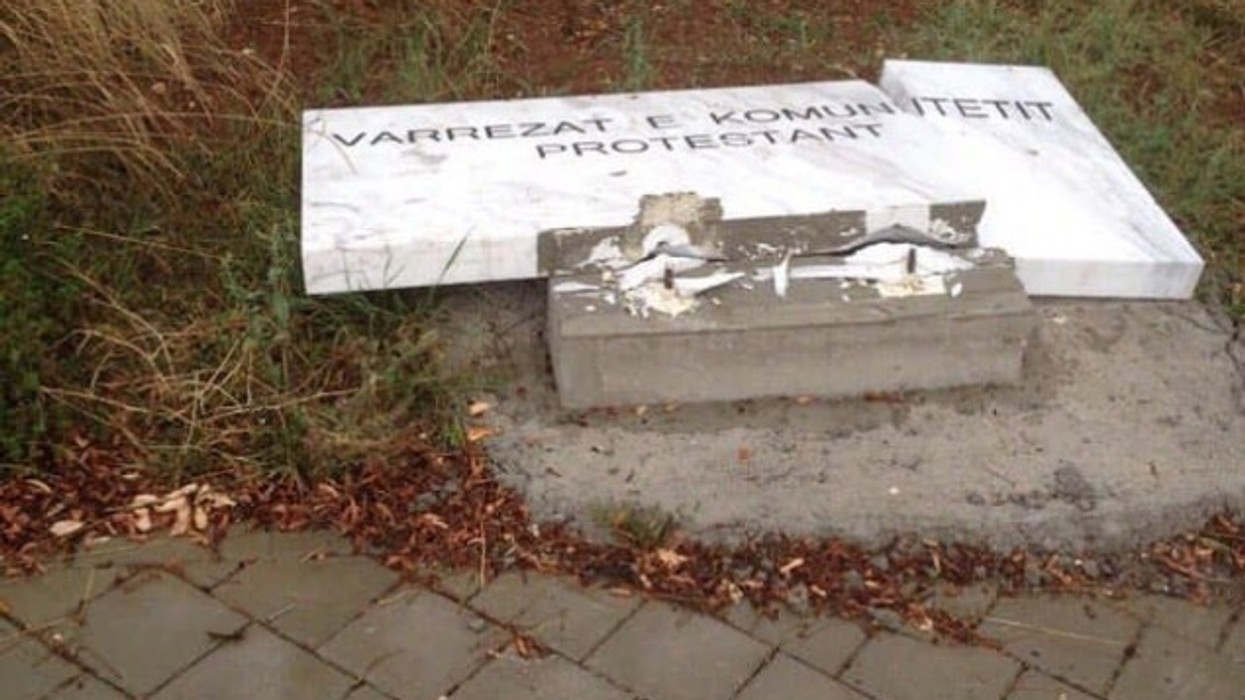 VARREZAT E KOMUNITETIT
PROTESTANT